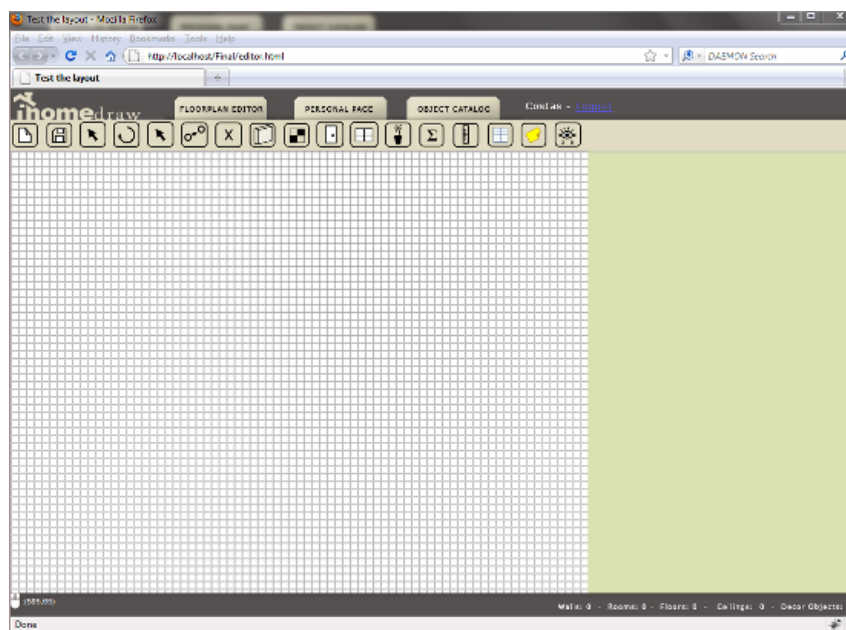 Test the layout - Mozilla Firefox
File Edit View History Bookmarks Tools Help
http://localhost/Final/editor.html
DAEMON Search
Test the layout
ihomedraw
FLOORPLAN EDITOR
PERSONAL PAGE
OBJECT CATALOG
Costas - Logout
X
Σ
Walls: 0 - Rooms: 0 - Floors: 0 - Ceilings: 0 - Decor Objects:
Done